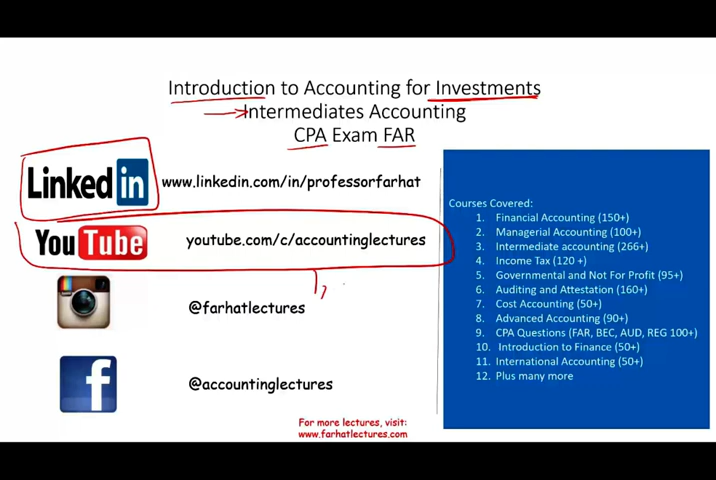 Introduction to Accounting for Investments
Intermediates Accounting
CPA Exam FAR
Linked in www.linkedin.com/in/professorfarhat
YouTube youtube.com/c/accountinglectures
@farhatlectures
f @accountinglectures
For more lectures, visit:
www.farhatlectures.com
Courses Covered:
1. Financial Accounting (150+)
2. Managerial Accounting (100+)
3. Intermediate accounting (266+)
4. Income Tax (120 +)
5. Governmental and Not For Profit (95+)
6. Auditing and Attestation (160+)
7. Cost Accounting (50+)
8. Advanced Accounting (90+)
9. CPA Questions (FAR, BEC, AUD, REG 100+)
10. Introduction to Finance (50+)
11. International Accounting (50+)
12. Plus many more